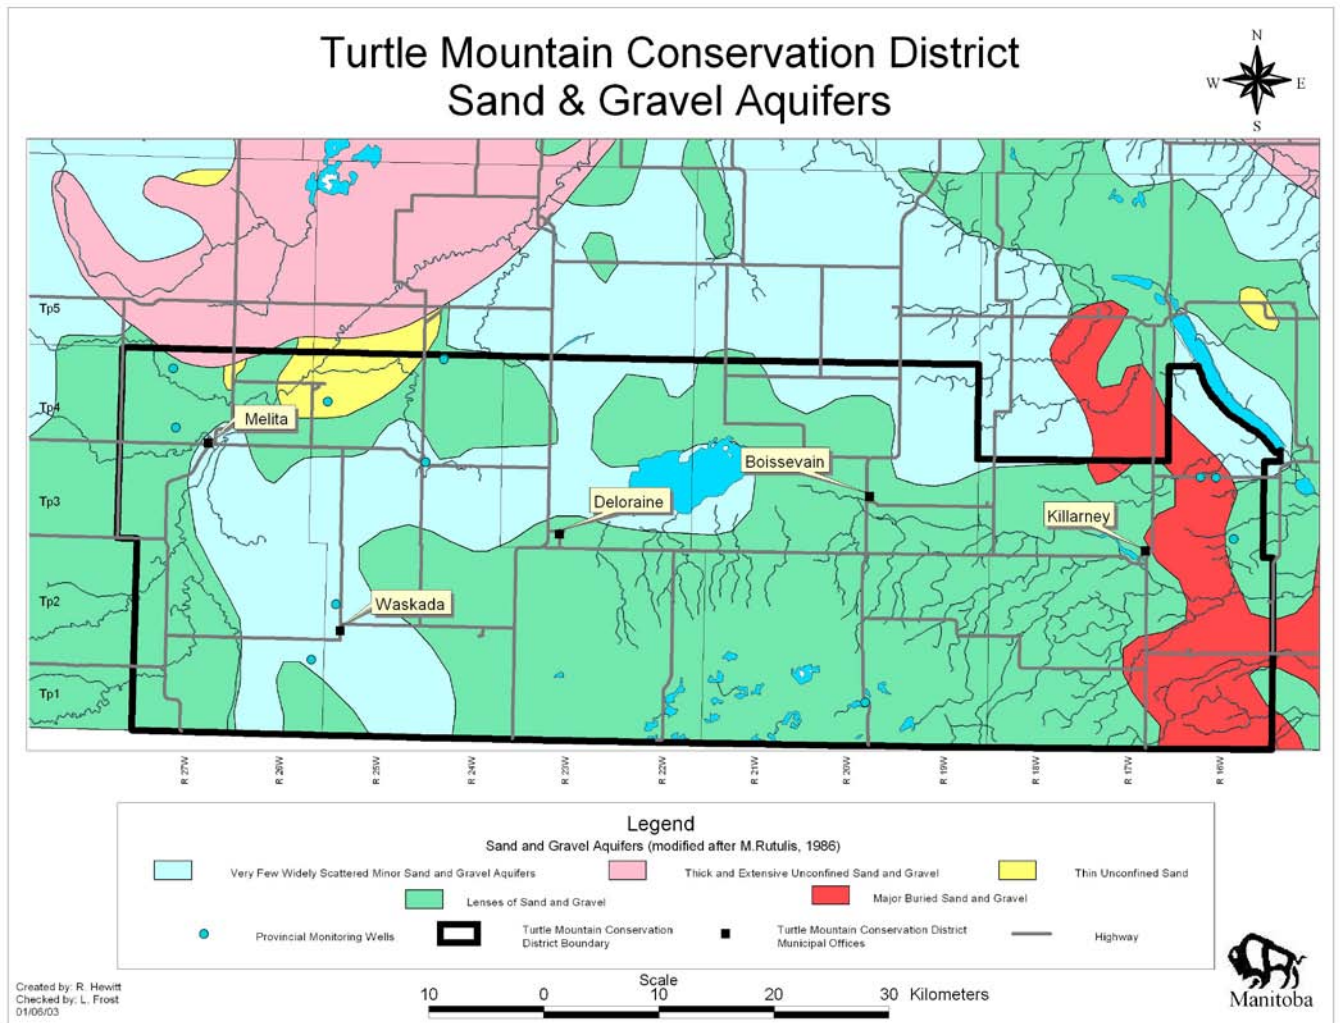 Turtle Mountain Conservation District
Sand & Gravel Aquifers
N
W
E
S
Tp5
Tp4
Tp3
Tp2
Tp1
Melita
Boissevain
Deloraine
Killarney
Waskada
R 27W
R 26W
R 25W
R 24W
R 23W
R 22W
R 21W
R 20W
R 19W
R 18W
R 17W
R 16W
Legend
Sand and Gravel Aquifers (modified after M.Rutulis, 1986)
Very Few Widely Scattered Minor Sand and Gravel Aquifers
Thick and Extensive Unconfined Sand and Gravel
Thin Unconfined Sand
Lenses of Sand and Gravel
Major Buried Sand and Gravel
Provincial Monitoring Wells
Turtle Mountain Conservation
District Boundary
Turtle Mountain Conservation District
Municipal Offices
Highway
Created by: R. Hewitt
Checked by: L. Frost
01/06/03
Scale
10 0 10 20 30 Kilometers
Manitoba